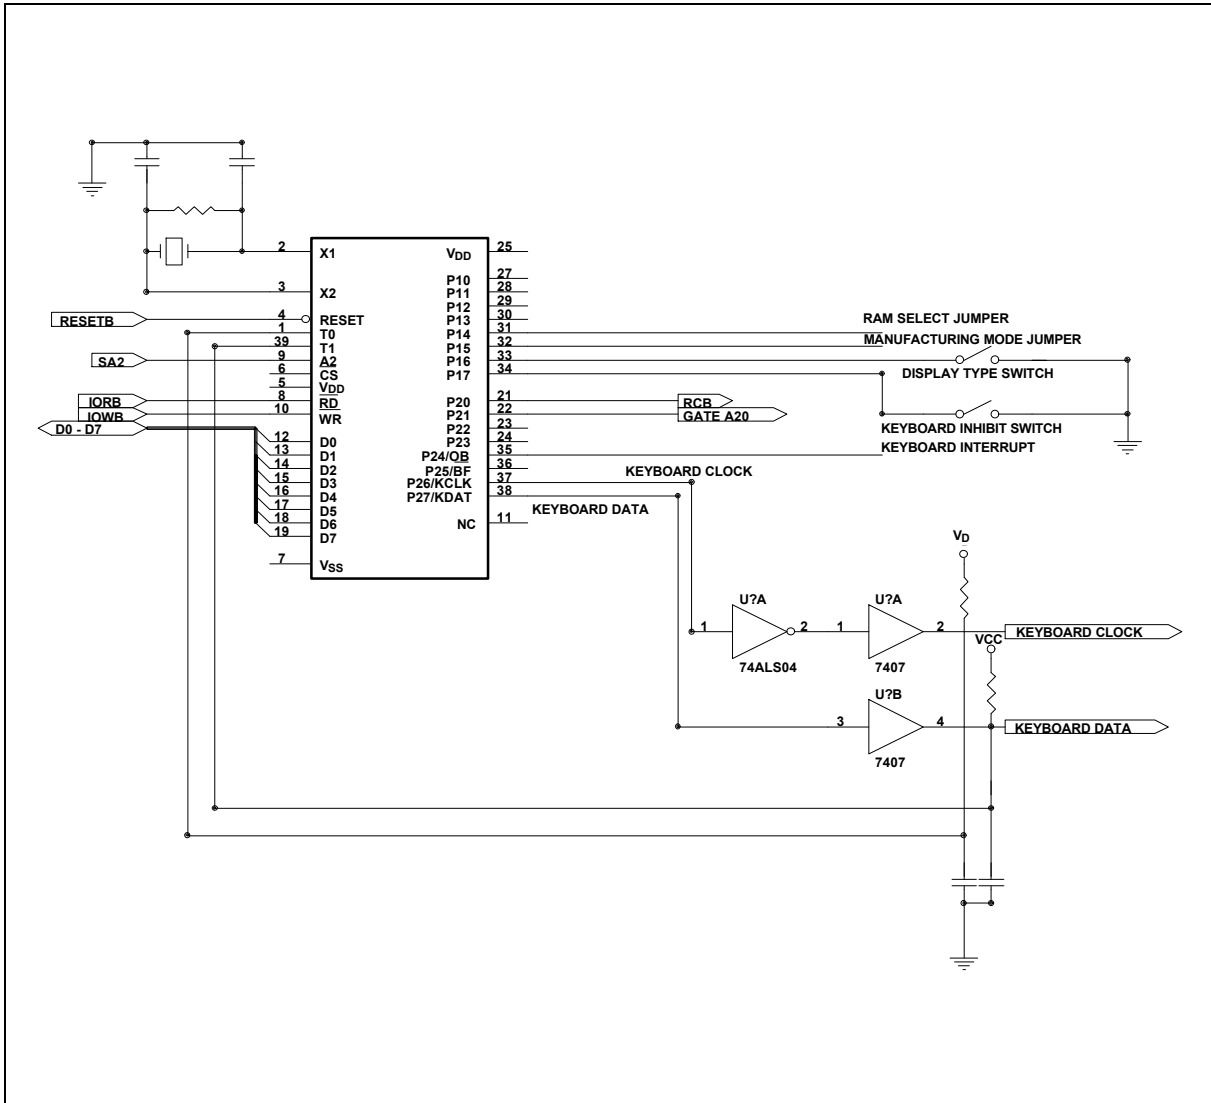 2 X1
3 X2
RESETB 4 RESET
1 T0
39 T1
SA2 9 A2
6 CS
5 VDD
IORB 8 RD
IOWB 10 WR
D0 - D7
12 D0
13 D1
14 D2
15 D3
16 D4
17 D5
18 D6
19 D7
7 VSS
VDD 25
P10 27
P11 28
P12 29
P13 30
P14 31 RAM SELECT JUMPER
P15 32 MANUFACTURING MODE JUMPER
P16 33 DISPLAY TYPE SWITCH
P17 34 KEYBOARD INHIBIT SWITCH
P20 21 RCB
P21 22 GATE A20
P22 23
P23 24
P24/OB 35 KEYBOARD INTERRUPT
P25/BF 36
P26/KCLK 37 KEYBOARD CLOCK
P27/KDAT 38 KEYBOARD DATA
NC 11
VD
U?A U?A
1 2 1 2 KEYBOARD CLOCK
VCC
74ALS04 7407
U?B
3 4 KEYBOARD DATA
7407